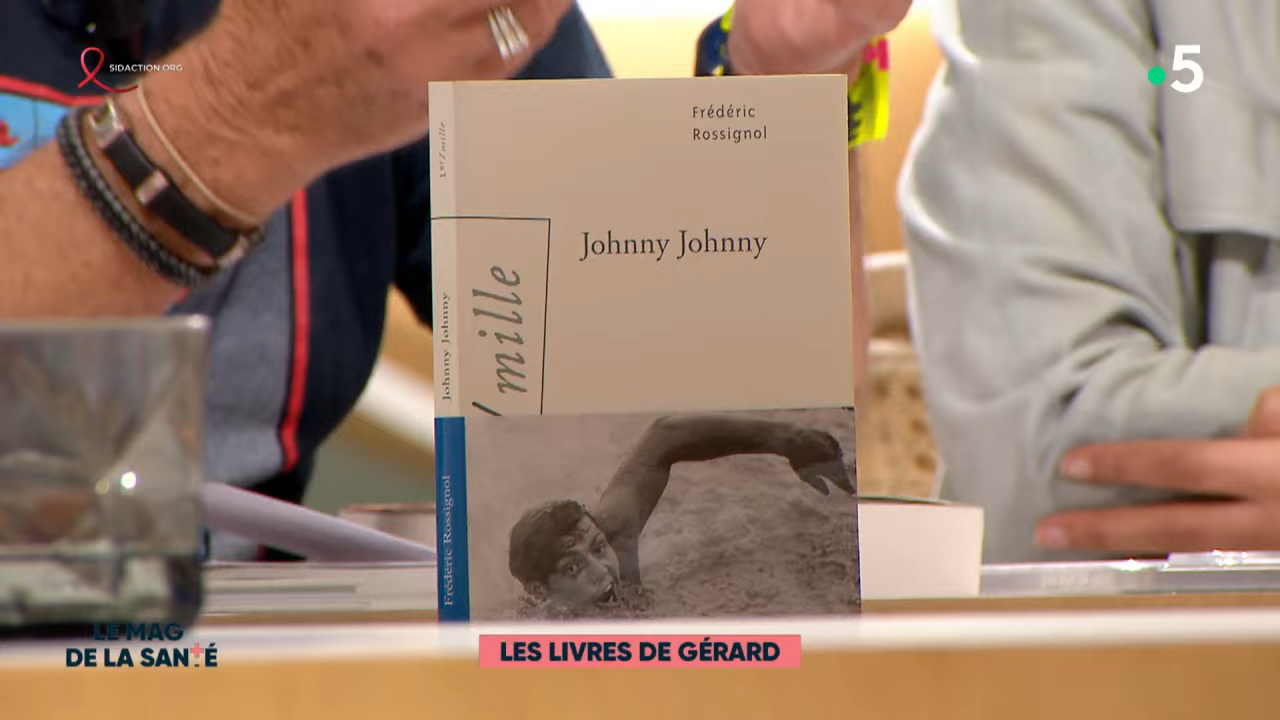 SIDACTION.ORG
5
Frédéric
Rossignol
Johnny Johnny
/ mille
1er / mille
Johnny Johnny
Frédéric Rossignol
LE MAG
DE LA SANTÉ
LES LIVRES DE GÉRARD